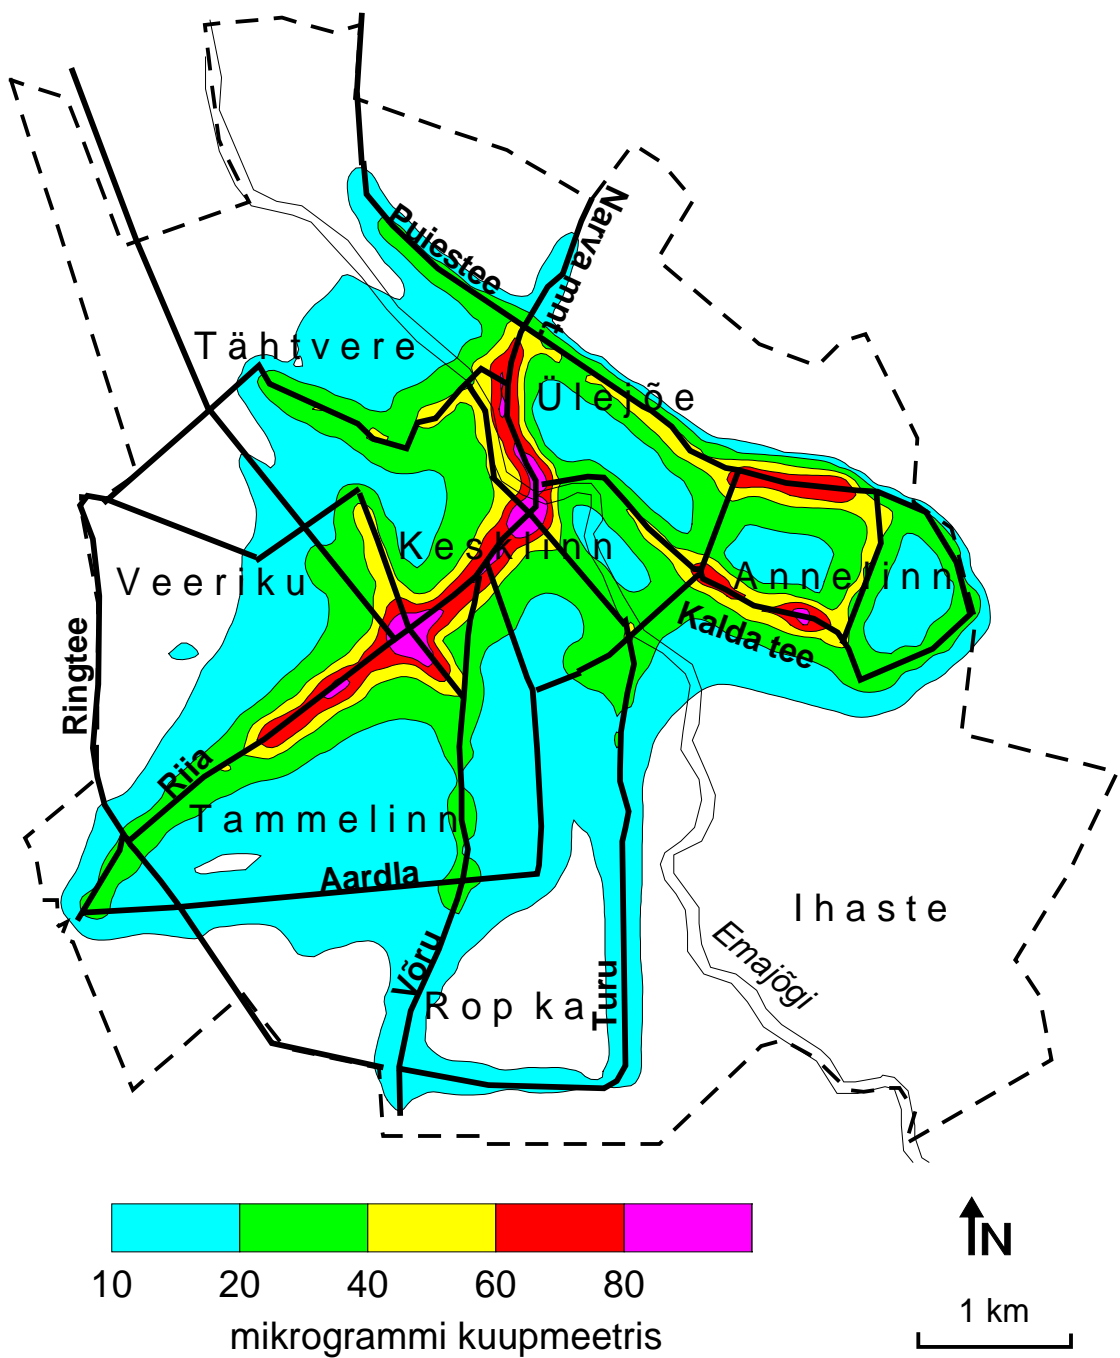 Puiestee
Narva mnt.
Tähtvere
Ülejõe
Kesklinn
Annelinn
Veeriku
Kalda tee
Ringtee
Riia
Tammelinn
Aardla
Ihaste
Emajõgi
Võru
Ropka
Turu
10 20 40 60 80
mikrogrammi kuupmeetris
N
1 km